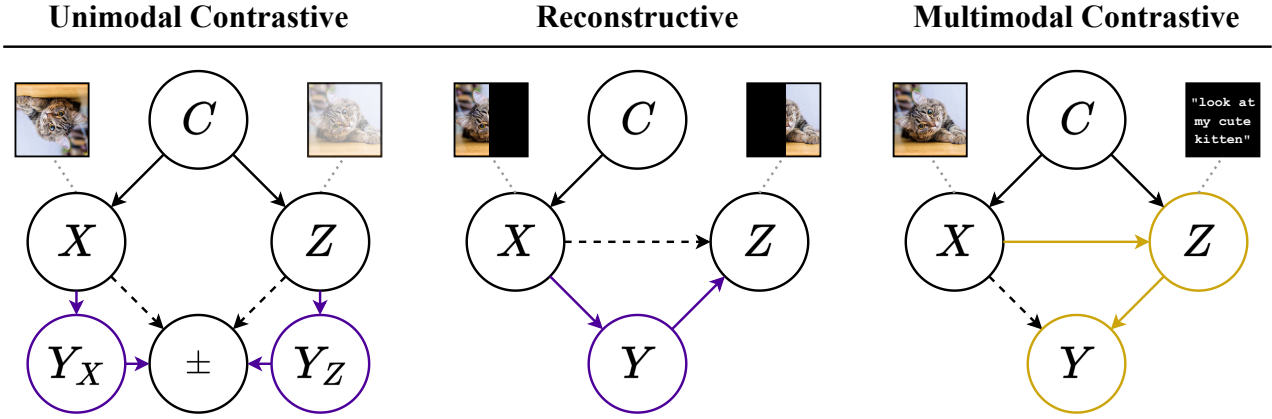 Unimodal Contrastive
Reconstructive
Multimodal Contrastive
C
X
Z
Y_X
±
Y_Z
C
X
Z
Y
C
"look at
my cute
kitten"
X
Z
Y